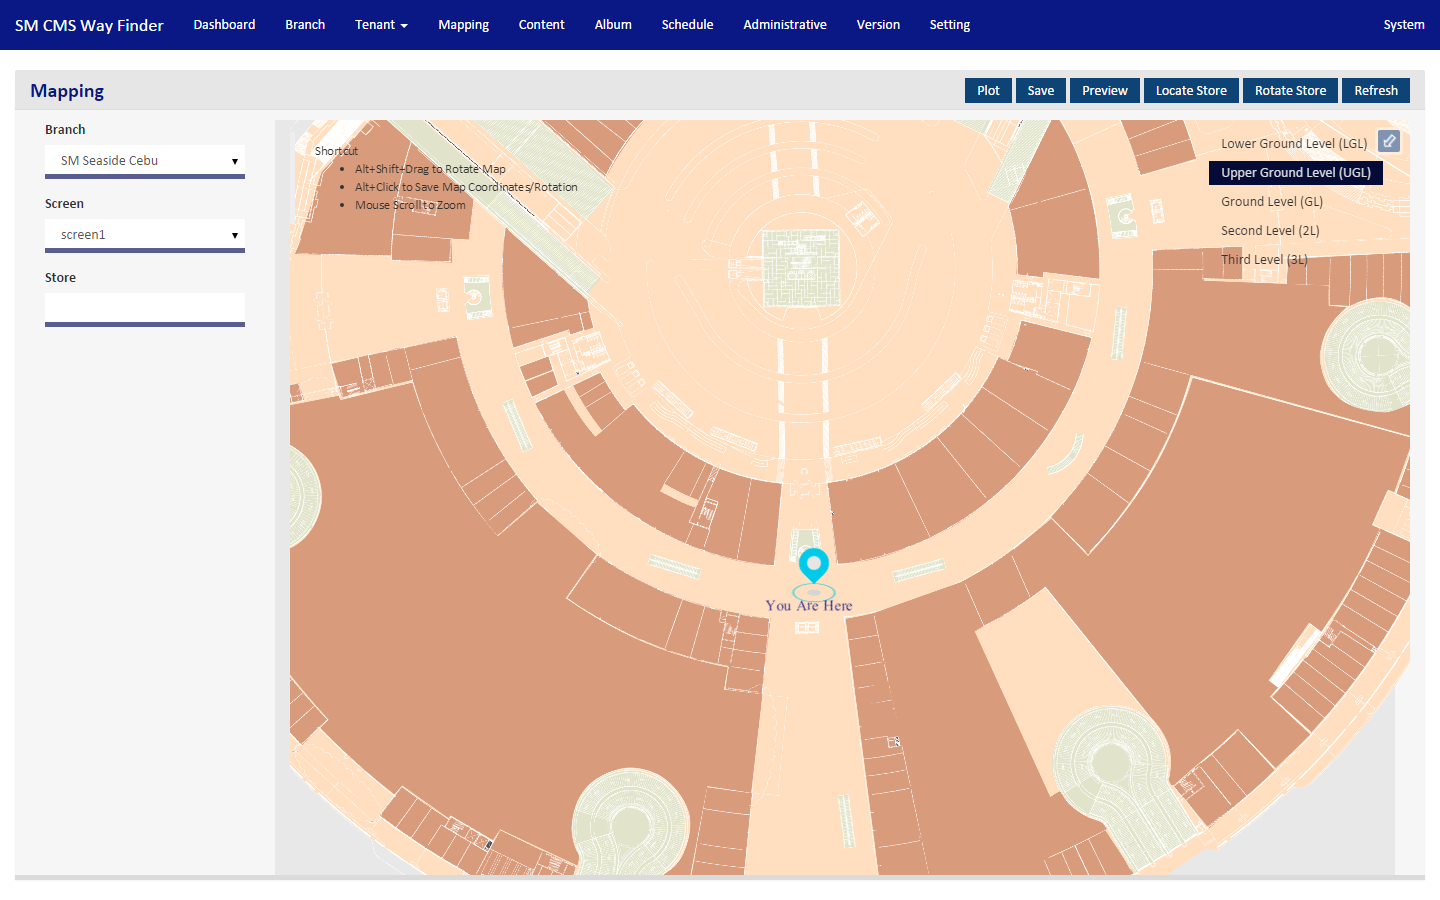 SM CMS Way Finder Dashboard Branch Tenant Mapping Content Album Schedule Administrative Version Setting System
Mapping Plot Save Preview Locate Store Rotate Store Refresh
Branch
SM Seaside Cebu
Screen
screen1
Store
Shortcut
Alt+Shift+Drag to Rotate Map
Alt+Click to Save Map Coordinates/Rotation
Mouse Scroll to Zoom
Lower Ground Level (LGL)
Upper Ground Level (UGL)
Ground Level (GL)
Second Level (2L)
Third Level (3L)
You Are Here